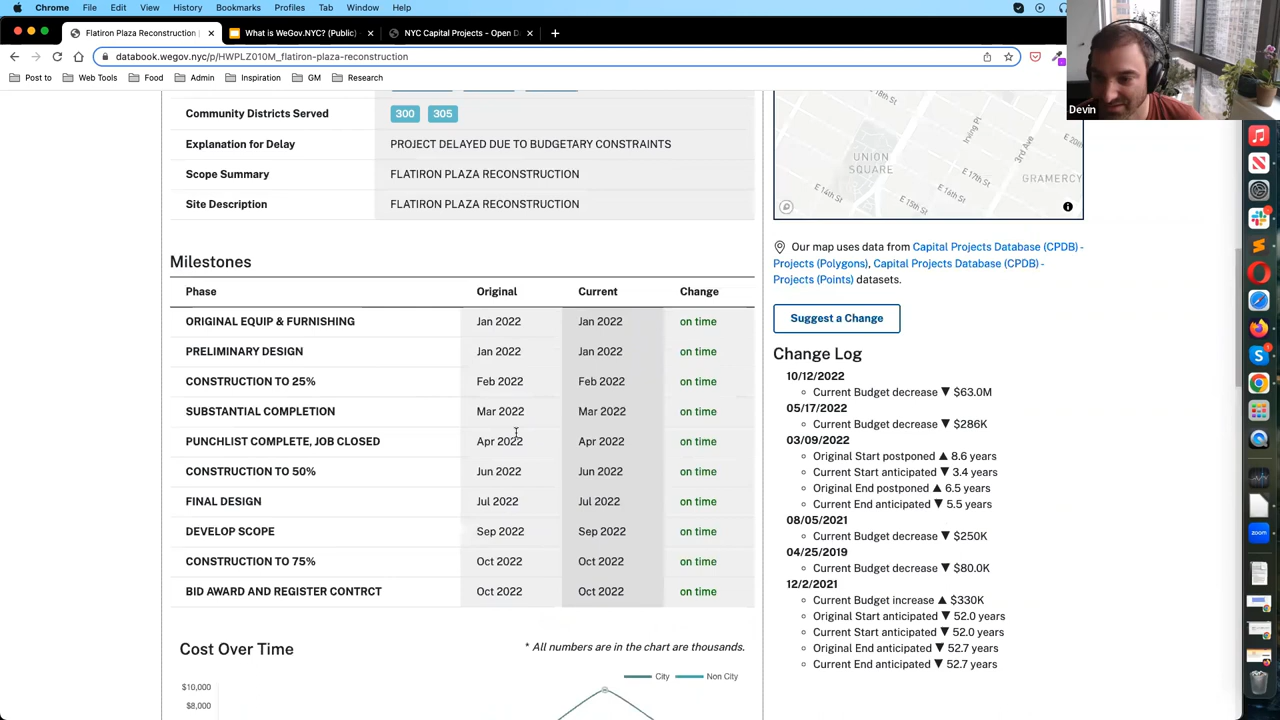 Chrome File Edit View History Bookmarks Profiles Tab Window Help
Flatiron Plaza Reconstruction | What is WeGov.NYC? (Public) - NYC Capital Projects - Open D
databook.wegov.nyc/p/HWPLZ010M_flatiron-plaza-reconstruction
Post to Web Tools Food Admin Inspiration GM Research
Devin
Community Districts Served 300 305
Explanation for Delay PROJECT DELAYED DUE TO BUDGETARY CONSTRAINTS
Scope Summary FLATIRON PLAZA RECONSTRUCTION
Site Description FLATIRON PLAZA RECONSTRUCTION
Milestones
Phase Original Current Change
ORIGINAL EQUIP & FURNISHING Jan 2022 Jan 2022 on time
PRELIMINARY DESIGN Jan 2022 Jan 2022 on time
CONSTRUCTION TO 25% Feb 2022 Feb 2022 on time
SUBSTANTIAL COMPLETION Mar 2022 Mar 2022 on time
PUNCHLIST COMPLETE, JOB CLOSED Apr 2022 Apr 2022 on time
CONSTRUCTION TO 50% Jun 2022 Jun 2022 on time
FINAL DESIGN Jul 2022 Jul 2022 on time
DEVELOP SCOPE Sep 2022 Sep 2022 on time
CONSTRUCTION TO 75% Oct 2022 Oct 2022 on time
BID AWARD AND REGISTER CONTRCT Oct 2022 Oct 2022 on time
Cost Over Time
* All numbers are in the chart are thousands.
City Non City
$10,000
$8,000
E 18th St
Irving Pl
3rd Ave
E 20th
UNION
SQUARE
E 17th St
GRAMERCY
E 14th St
E 16th St
E 15th St
Our map uses data from Capital Projects Database (CPDB) -
Projects (Polygons), Capital Projects Database (CPDB) -
Projects (Points) datasets.
Suggest a Change
Change Log
10/12/2022
Current Budget decrease ▼ $63.0M
05/17/2022
Current Budget decrease ▼ $286K
03/09/2022
Original Start postponed ▲ 8.6 years
Current Start anticipated ▼ 3.4 years
Original End postponed ▲ 6.5 years
Current End anticipated ▼ 5.5 years
08/05/2021
Current Budget decrease ▼ $250K
04/25/2019
Current Budget decrease ▼ $80.0K
12/2/2021
Current Budget increase ▲ $330K
Original Start anticipated ▼ 52.0 years
Current Start anticipated ▼ 52.0 years
Original End anticipated ▼ 52.7 years
Current End anticipated ▼ 52.7 years
zoom